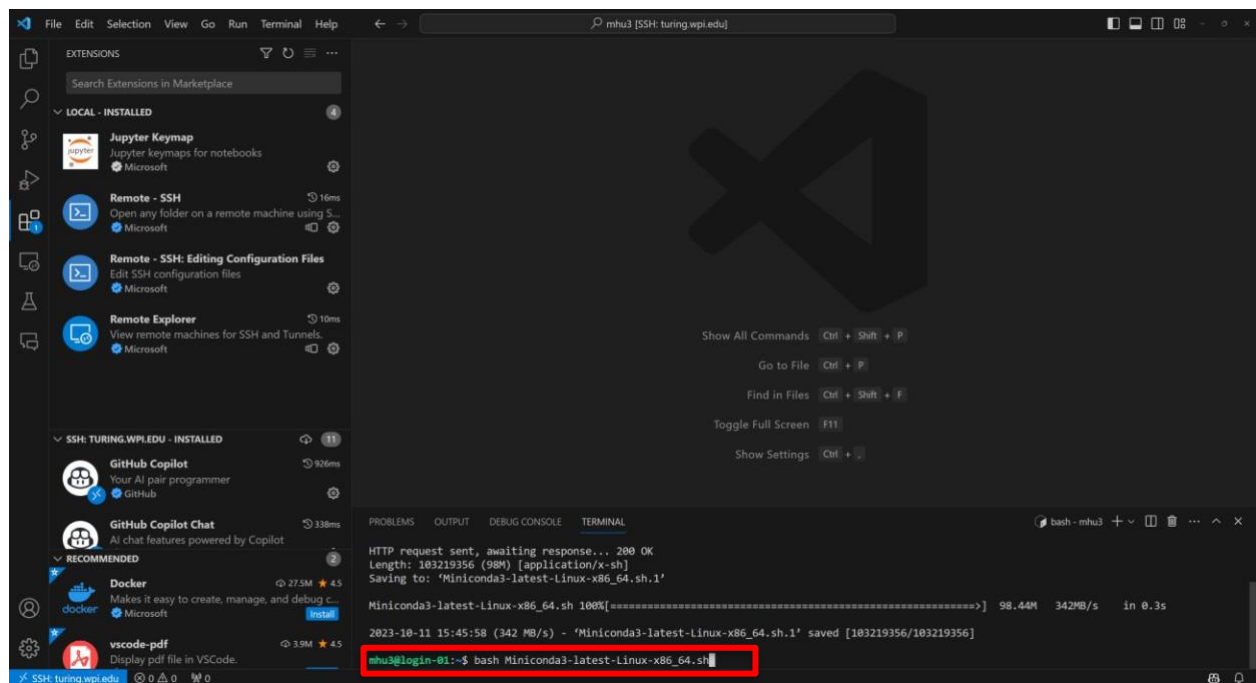 File Edit Selection View Go Run Terminal Help
mhu3 [SSH: turing.wpi.edu]
EXTENSIONS
Search Extensions in Marketplace
LOCAL - INSTALLED 4
Jupyter Keymap
Jupyter keymaps for notebooks
Microsoft
Remote - SSH 16ms
Open any folder on a remote machine using S...
Microsoft
Remote - SSH: Editing Configuration Files
Edit SSH configuration files
Microsoft
Remote Explorer 10ms
View remote machines for SSH and Tunnels.
Microsoft
SSH: TURING.WPI.EDU - INSTALLED 11
GitHub Copilot 926ms
Your AI pair programmer
GitHub
GitHub Copilot Chat 338ms
AI chat features powered by Copilot
RECOMMENDED 2
Docker 27.5M ★ 4.5
Makes it easy to create, manage, and debug c...
Microsoft Install
vscode-pdf 3.9M ★ 4.5
Display pdf file in VSCode.
jupyter
docker
1
Show All Commands Ctrl + Shift + P
Go to File Ctrl + P
Find in Files Ctrl + Shift + F
Toggle Full Screen F11
Show Settings Ctrl + ,
PROBLEMS OUTPUT DEBUG CONSOLE TERMINAL
bash - mhu3
HTTP request sent, awaiting response... 200 OK
Length: 103219356 (98M) [application/x-sh]
Saving to: ‘Miniconda3-latest-Linux-x86_64.sh.1’
Miniconda3-latest-Linux-x86_64.sh 100%[===========================================================>] 98.44M 342MB/s in 0.3s
2023-10-11 15:45:58 (342 MB/s) - ‘Miniconda3-latest-Linux-x86_64.sh.1’ saved [103219356/103219356]
mhu3@login-01:~$ bash Miniconda3-latest-Linux-x86_64.sh
SSH: turing.wpi.edu 0 0 0